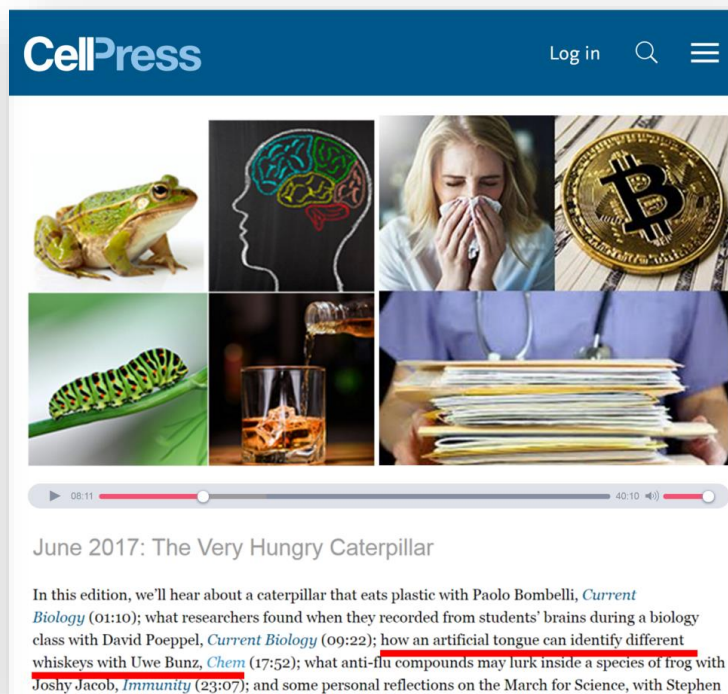 CellPress
Log in
08:11
40:10
June 2017: The Very Hungry Caterpillar
In this edition, we’ll hear about a caterpillar that eats plastic with Paolo Bombelli, Current
Biology (01:10); what researchers found when they recorded from students’ brains during a biology
class with David Poeppel, Current Biology (09:22); how an artificial tongue can identify different
whiskeys with Uwe Bunz, Chem (17:52); what anti-flu compounds may lurk inside a species of frog with
Joshy Jacob, Immunity (23:07); and some personal reflections on the March for Science, with Stephen